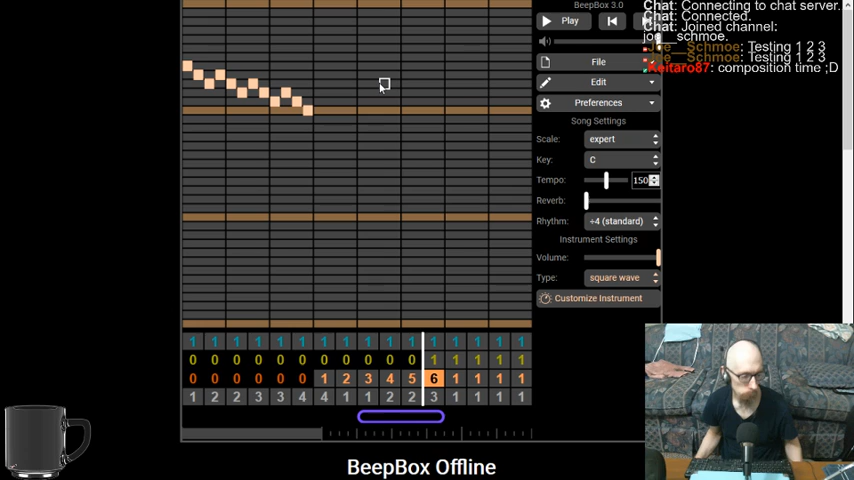 BeepBox 3.0
Chat: Connecting to chat server.
Chat: Connected.
Chat: Joined channel:
joe__schmoe.
Joe__Schmoe: Testing 1 2 3
Joe__Schmoe: Testing 1 2 3
Keitaro87: composition time ;D
Play
File
Edit
Preferences
Song Settings
Scale: expert
Key: C
Tempo: 150
Reverb:
Rhythm: ÷4 (standard)
Instrument Settings
Volume:
Type: square wave
Customize Instrument
1 1 1 1 1 1 1 1 1 1 1 1 1 1 1 1
0 0 0 0 0 0 0 0 0 0 0 1 1 1 1 1
0 0 0 0 0 0 1 2 3 4 5 6 1 1 1 1
1 2 2 3 3 4 4 1 1 2 2 3 1 1 1 1
BeepBox Offline